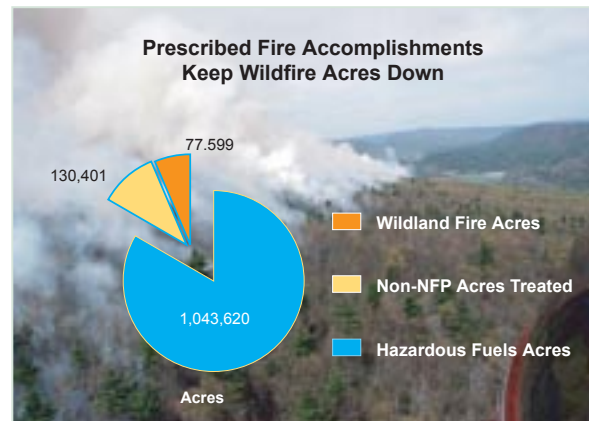 Prescribed Fire Accomplishments
Keep Wildfire Acres Down
77.599
130,401
Wildland Fire Acres
Non-NFP Acres Treated
1,043,620
Hazardous Fuels Acres
Acres